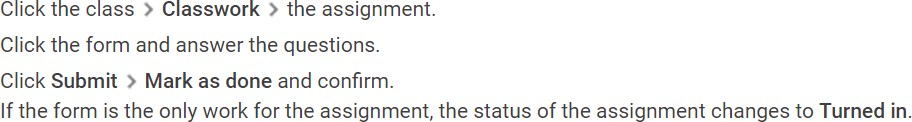 Click the class > Classwork > the assignment.
Click the form and answer the questions.
Click Submit > Mark as done and confirm.
If the form is the only work for the assignment, the status of the assignment changes to Turned in.